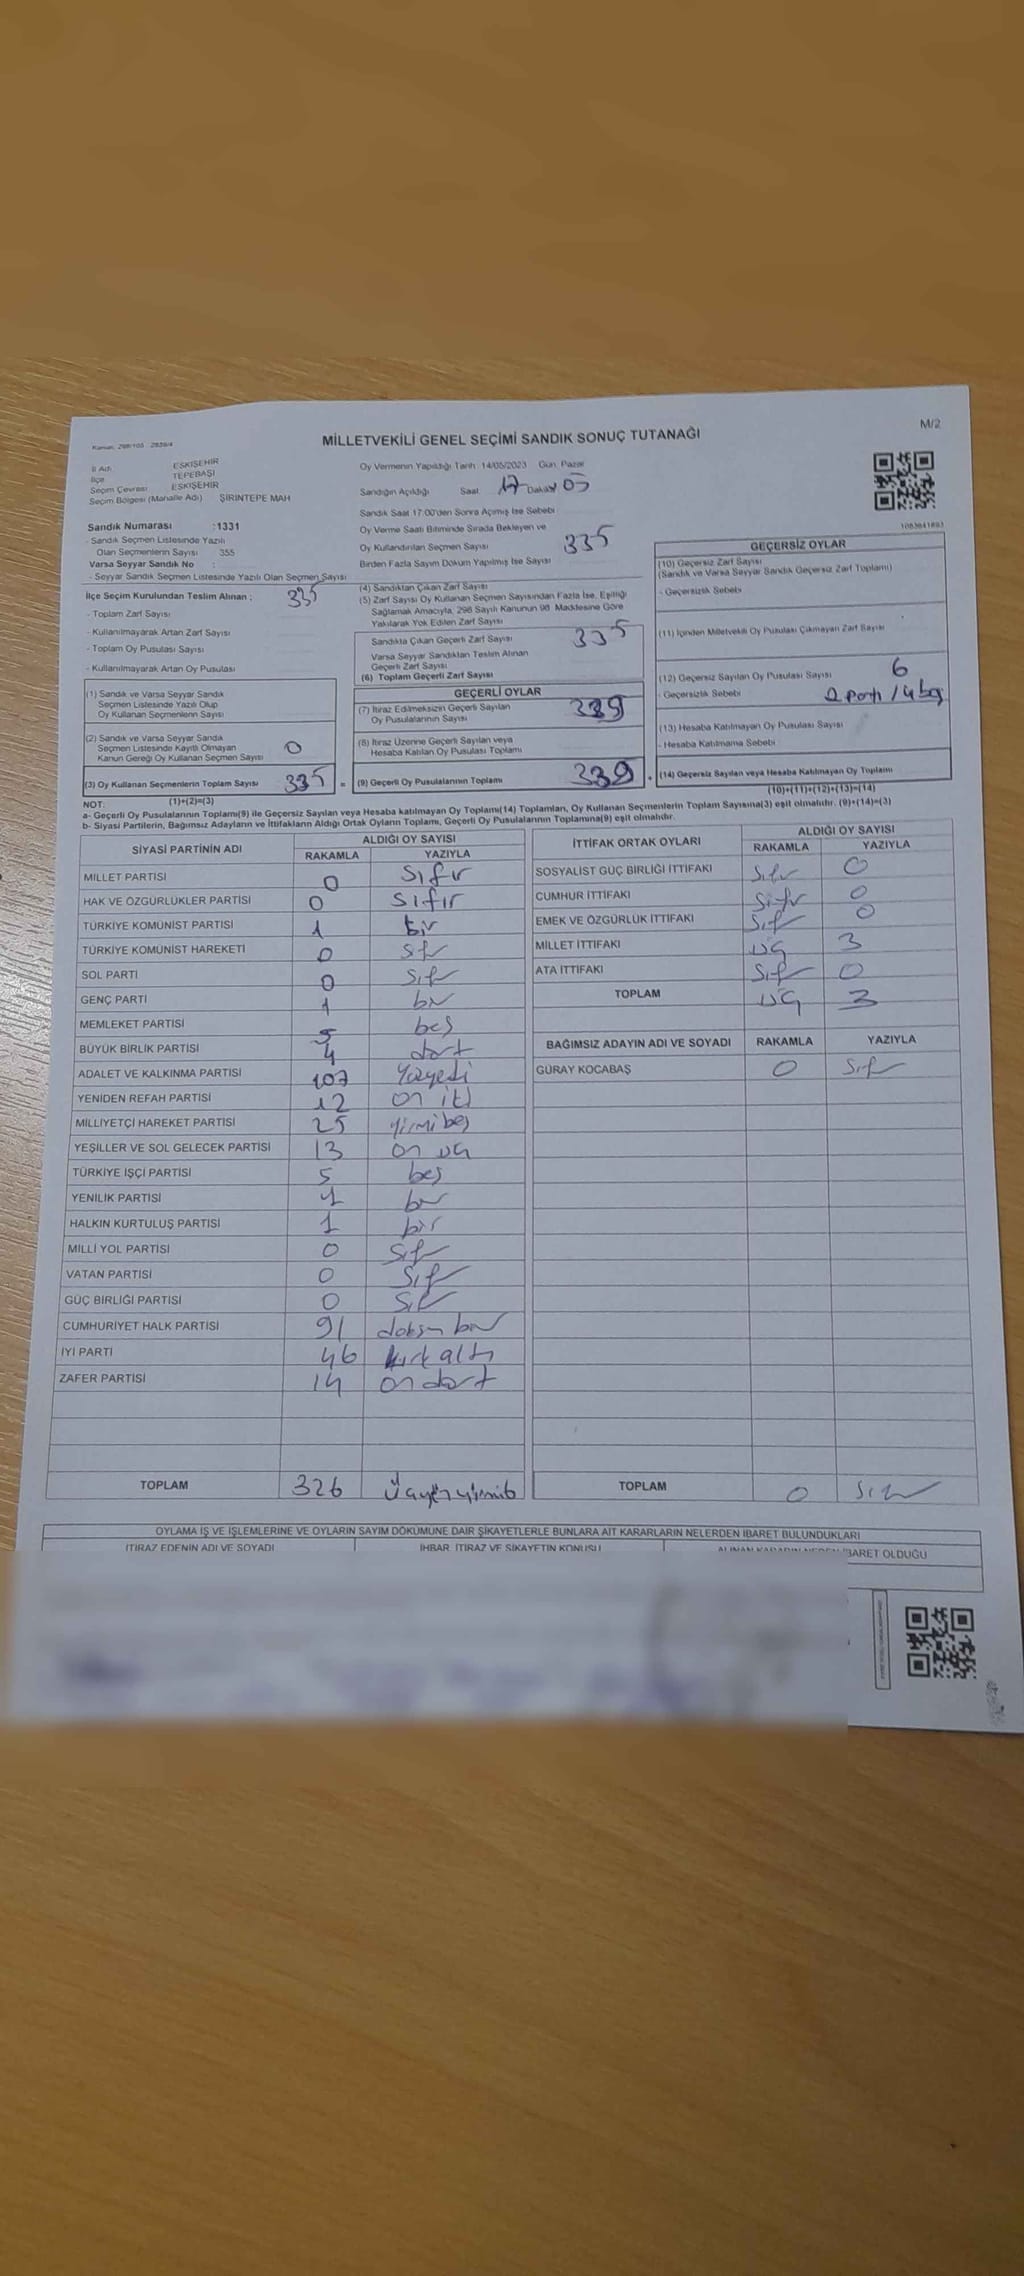 Kanun: 298/105 2839/4
MİLLETVEKİLİ GENEL SEÇİMİ SANDIK SONUÇ TUTANAĞI
M/2
İl Adı ESKİŞEHİR
İlçe TEPEBAŞI
Seçim Çevresi ESKİŞEHİR
Seçim Bölgesi (Mahalle Adı) ŞİRİNTEPE MAH
Sandık Numarası :1331
- Sandık Seçmen Listesinde Yazılı
Olan Seçmenlerin Sayısı 355
Varsa Seyyar Sandık No :
- Seyyar Sandık Seçmen Listesinde Yazılı Olan Seçmen Sayısı
Oy Vermenin Yapıldığı Tarih 14/05/2023 Gün Pazar
Sandığın Açıldığı Saat 17 Dakika 05
Sandık Saat 17.00'den Sonra Açımış İse Sebebi
Oy Verme Saati Bitiminde Sırada Bekleyen ve
Oy Kullandırılan Seçmen Sayısı 335
Birden Fazla Sayım Döküm Yapılmış İse Sayısı
İlçe Seçim Kurulundan Teslim Alınan : 335
- Toplam Zarf Sayısı
- Kullanılmayarak Artan Zarf Sayısı
- Toplam Oy Pusulası Sayısı
- Kullanılmayarak Artan Oy Pusulası
(4) Sandıktan Çıkan Zarf Sayısı
(5) Zarf Sayısı Oy Kullanan Seçmen Sayısından Fazla İse, Eşitliği
Sağlamak Amacıyla, 298 Sayılı Kanunun 98. Maddesine Göre
Yakılarak Yok Edilen Zarf Sayısı
Sandıkta Çıkan Geçerli Zarf Sayısı 335
Varsa Seyyar Sandıktan Teslim Alınan
Geçerli Zarf Sayısı
(6) Toplam Geçerli Zarf Sayısı
GEÇERSİZ OYLAR
(10) Geçersiz Zarf Sayısı
(Sandık ve Varsa Seyyar Sandık Geçersiz Zarf Toplamı)
- Geçersizlik Sebebi
(11) İçinden Milletvekili Oy Pusulası Çıkmayan Zarf Sayısı
(12) Geçersiz Sayılan Oy Pusulası Sayısı 6
- Geçersizlik Sebebi
(13) Hesaba Katılmayan Oy Pusulası Sayısı
- Hesaba Katılmama Sebebi
(14) Geçersiz Sayılan veya Hesaba Katılmayan Oy Toplamı
(10)+(11)+(12)+(13)=(14)
(1) Sandık ve Varsa Seyyar Sandık
Seçmen Listesinde Yazılı Olup
Oy Kullanan Seçmenlerin Sayısı
(2) Sandık ve Varsa Seyyar Sandık
Seçmen Listesinde Kayıtlı Olmayan
Kanun Gereği Oy Kullanan Seçmen Sayısı 0
(3) Oy Kullanan Seçmenlerin Toplam Sayısı 335
(1)+(2)=(3)
GEÇERLİ OYLAR
(7) İtiraz Edilmeksizin Geçerli Sayılan
Oy Pusulalarının Sayısı
(8) İtiraz Üzerine Geçerli Sayılan veya
Hesaba Katılan Oy Pusulası Toplamı
(9) Geçerli Oy Pusulalarının Toplamı
NOT:
a- Geçerli Oy Pusulaları Toplamı(9) ile Geçersiz Sayılan veya Hesaba katılmayan Oy Toplamı(14) Toplamları, Oy Kullanan Seçmenlerin Toplam Sayısına(3) eşit olmalıdır. (9)+(14)=(3)
b- Siyasi Partilerin, Bağımsız Adayların ve İttifakların Aldığı Ortak Oyların Toplamı, Geçerli Oy Pusulalarının Toplamına(9) eşit olmalıdır.
SİYASİ PARTİNİN ADI ALDIĞI OY SAYISI
RAKAMLA YAZIYLA
MİLLET PARTİSİ 0 Sıfır
HAK VE ÖZGÜRLÜKLER PARTİSİ 0 Sıfır
TÜRKİYE KOMÜNİST PARTİSİ 1 bir
TÜRKİYE KOMÜNİST HAREKETİ 0 Sıfır
SOL PARTİ 0 Sıfır
GENÇ PARTİ 1 bir
MEMLEKET PARTİSİ 5 beş
BÜYÜK BİRLİK PARTİSİ 4 dört
ADALET VE KALKINMA PARTİSİ 107 Yüzyedi
YENİDEN REFAH PARTİSİ 12 on iki
MİLLİYETÇİ HAREKET PARTİSİ 25 yirmibeş
YEŞİLLER VE SOL GELECEK PARTİSİ 13 on üç
TÜRKİYE İŞÇİ PARTİSİ 5 beş
YENİLİK PARTİSİ 1 bir
HALKIN KURTULUŞ PARTİSİ 1 bir
MİLLİ YOL PARTİSİ 0 Sıfır
VATAN PARTİSİ 0 Sıfır
GÜÇ BİRLİĞİ PARTİSİ 0 Sıfır
CUMHURİYET HALK PARTİSİ 91 doksan bir
İYİ PARTİ 46 kırk altı
ZAFER PARTİSİ 14 on dört
TOPLAM 326
İTTİFAK ORTAK OYLARI ALDIĞI OY SAYISI
RAKAMLA YAZIYLA
SOSYALİST GÜÇ BİRLİĞİ İTTİFAKI Sıfır 0
CUMHUR İTTİFAKI Sıfır 0
EMEK VE ÖZGÜRLÜK İTTİFAKI Sıfır 0
MİLLET İTTİFAKI üç 3
ATA İTTİFAKI Sıfır 0
TOPLAM üç 3
BAĞIMSIZ ADAYIN ADI VE SOYADI RAKAMLA YAZIYLA
GÜRAY KOCABAŞ 0 Sıfır
TOPLAM 0 Sıfır
OYLAMA İŞ VE İŞLEMLERİNE VE OYLARIN SAYIM DÖKÜMÜNE DAİR ŞİKAYETLERLE BUNLARA AİT KARARLARIN NELERDEN İBARET BULUNDUKLARI
İTİRAZ EDENİN ADI VE SOYADI İHBAR, İTİRAZ VE ŞİKAYETİN KONUSU ALINAN KARARIN NEDEN İBARET OLDUĞU